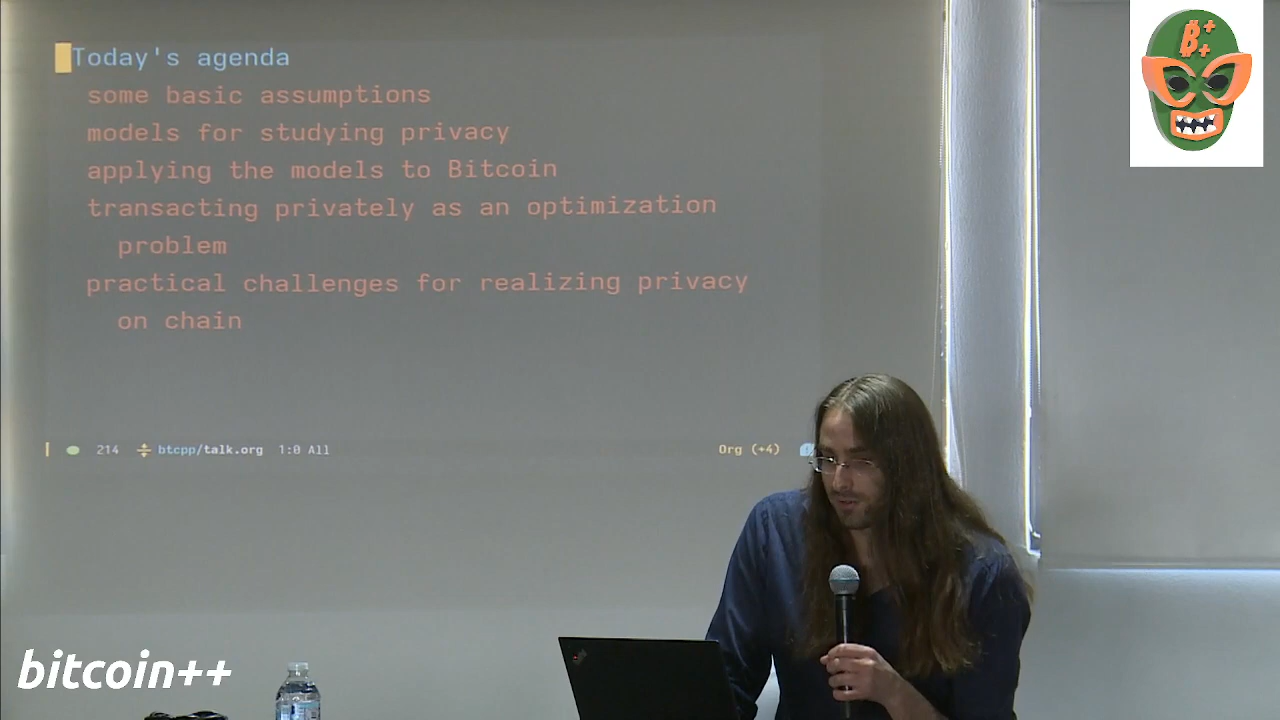 Today's agenda
some basic assumptions
models for studying privacy
applying the models to Bitcoin
transacting privately as an optimization
problem
practical challenges for realizing privacy
on chain
214 btcpp/talk.org 1:0 All
Org (+4)
bitcoin++